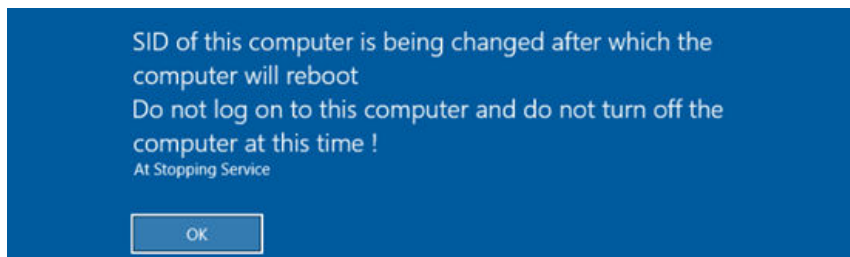 SID of this computer is being changed after which the
computer will reboot
Do not log on to this computer and do not turn off the
computer at this time !
At Stopping Service
OK